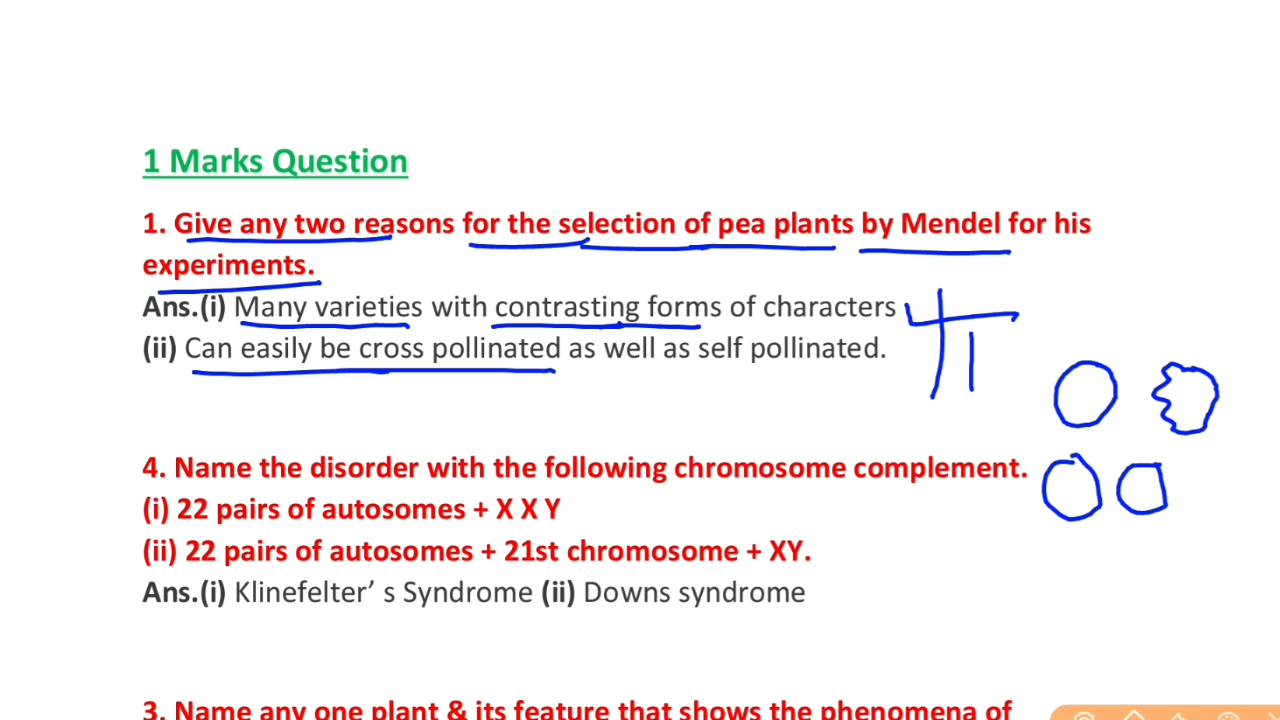 1 Marks Question
1. Give any two reasons for the selection of pea plants by Mendel for his
experiments.
Ans.(i) Many varieties with contrasting forms of characters
(ii) Can easily be cross pollinated as well as self pollinated.
4. Name the disorder with the following chromosome complement.
(i) 22 pairs of autosomes + X X Y
(ii) 22 pairs of autosomes + 21st chromosome + XY.
Ans.(i) Klinefelter’ s Syndrome (ii) Downs syndrome
3. Name any one plant & its feature that shows the phenomena of